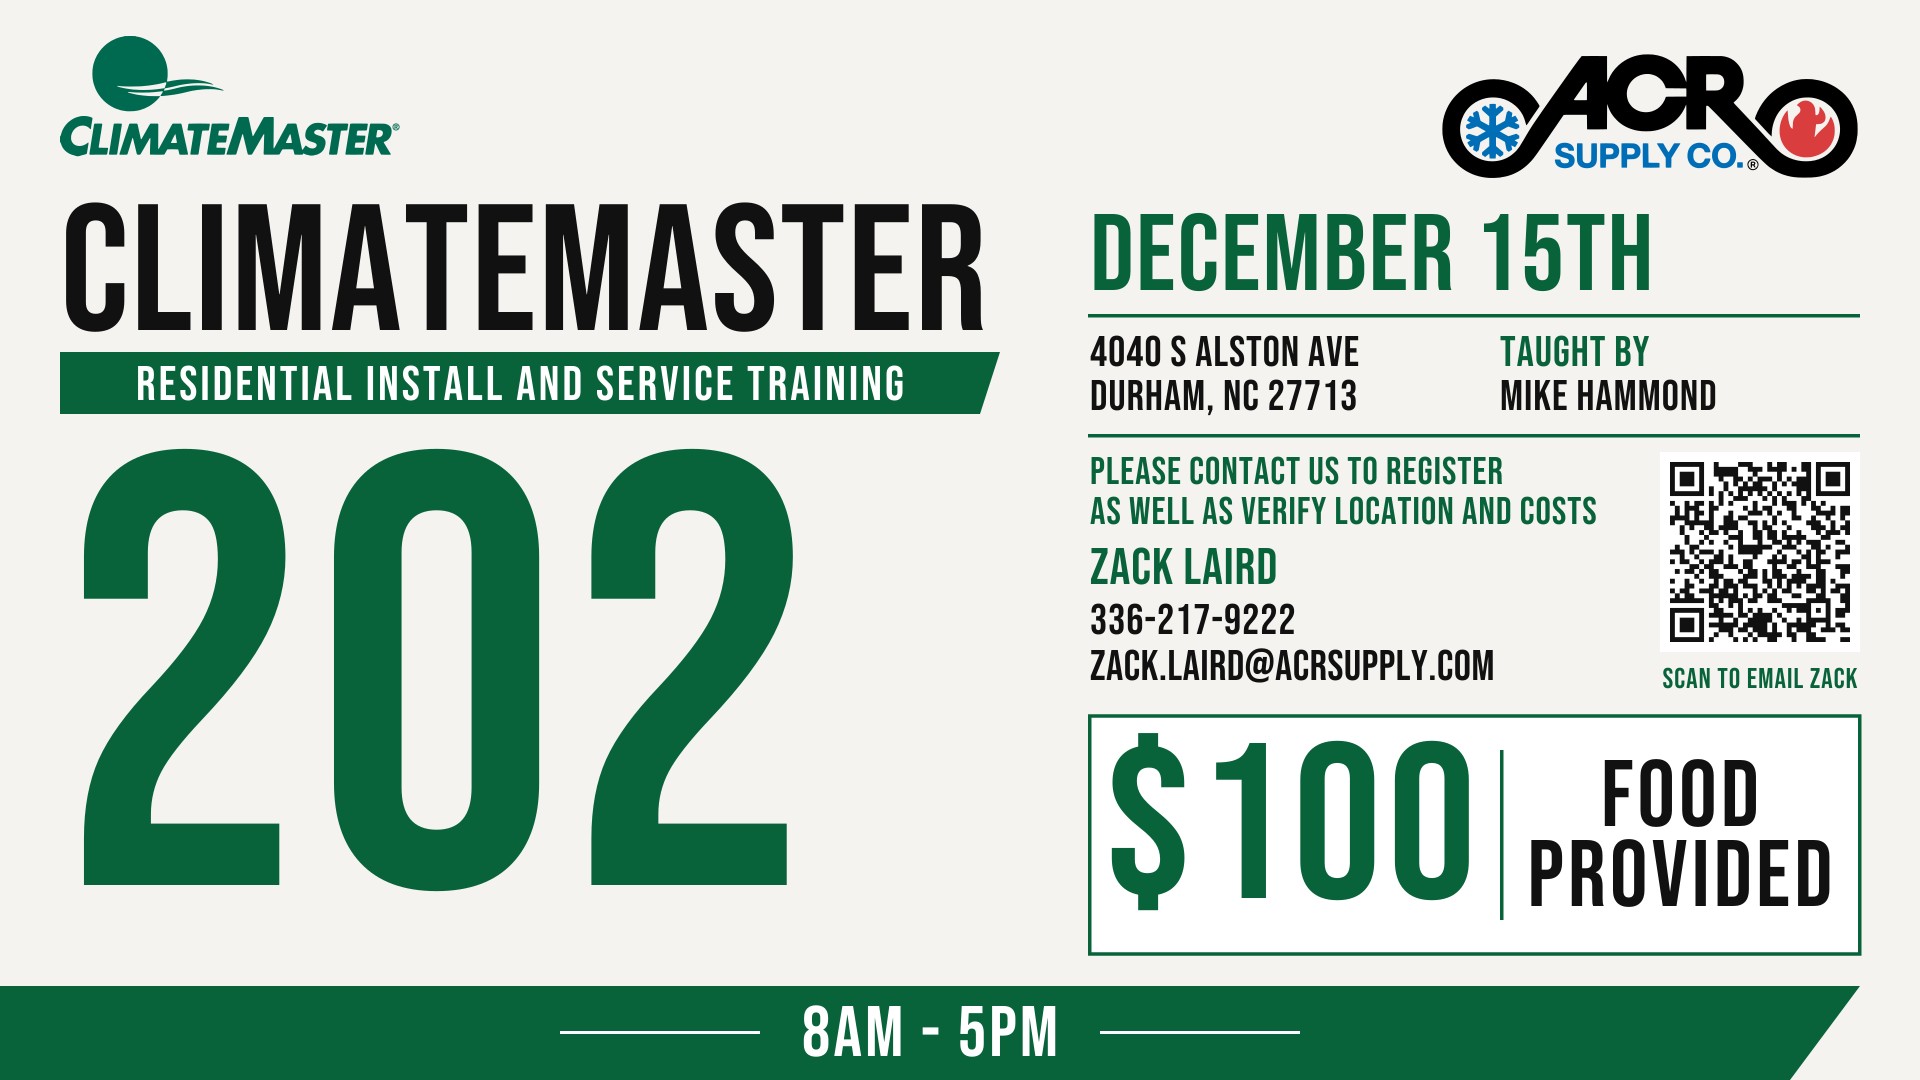 CLIMATEMASTER®
ACR
SUPPLY CO.®
CLIMATEMASTER
RESIDENTIAL INSTALL AND SERVICE TRAINING
202
DECEMBER 15TH
4040 S ALSTON AVE
DURHAM, NC 27713
TAUGHT BY
MIKE HAMMOND
PLEASE CONTACT US TO REGISTER
AS WELL AS VERIFY LOCATION AND COSTS
ZACK LAIRD
336-217-9222
ZACK.LAIRD@ACRSUPPLY.COM
SCAN TO EMAIL ZACK
$100
FOOD
PROVIDED
8AM - 5PM